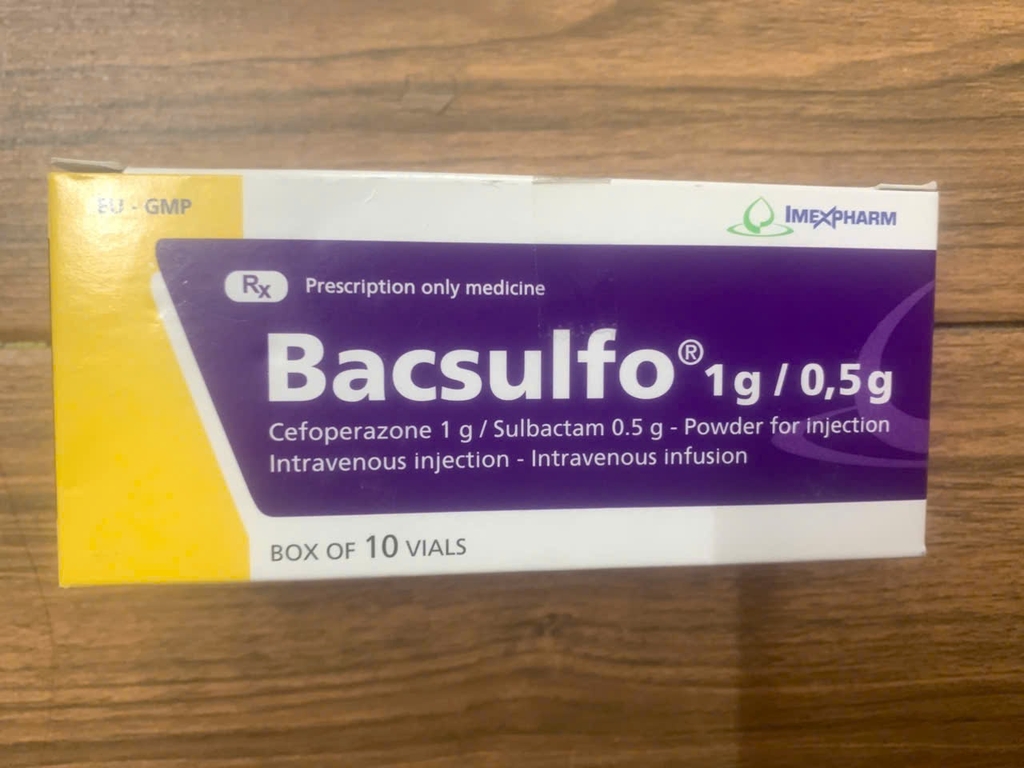 EU - GMP
IMEXPHARM
Rx Prescription only medicine
Bacsulfo® 1g / 0,5g
Cefoperazone 1 g / Sulbactam 0.5 g - Powder for injection
Intravenous injection - Intravenous infusion
BOX OF 10 VIALS